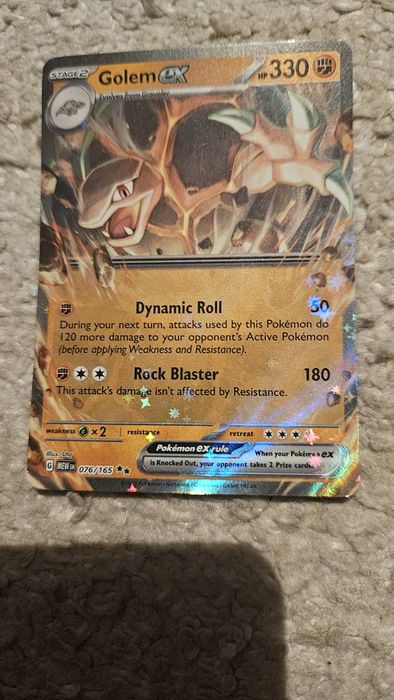 STAGE 2 Golem ex HP 330
Evolves from Graveler
Dynamic Roll 50
During your next turn, attacks used by this Pokémon do
120 more damage to your opponent's Active Pokémon
(before applying Weakness and Resistance).
Rock Blaster 180
This attack's damage isn't affected by Resistance.
weakness ×2 resistance retreat
Pokémon ex rule When your Pokémon ex
is Knocked Out, your opponent takes 2 Prize cards.
Illus.
G MEW EN 076/165